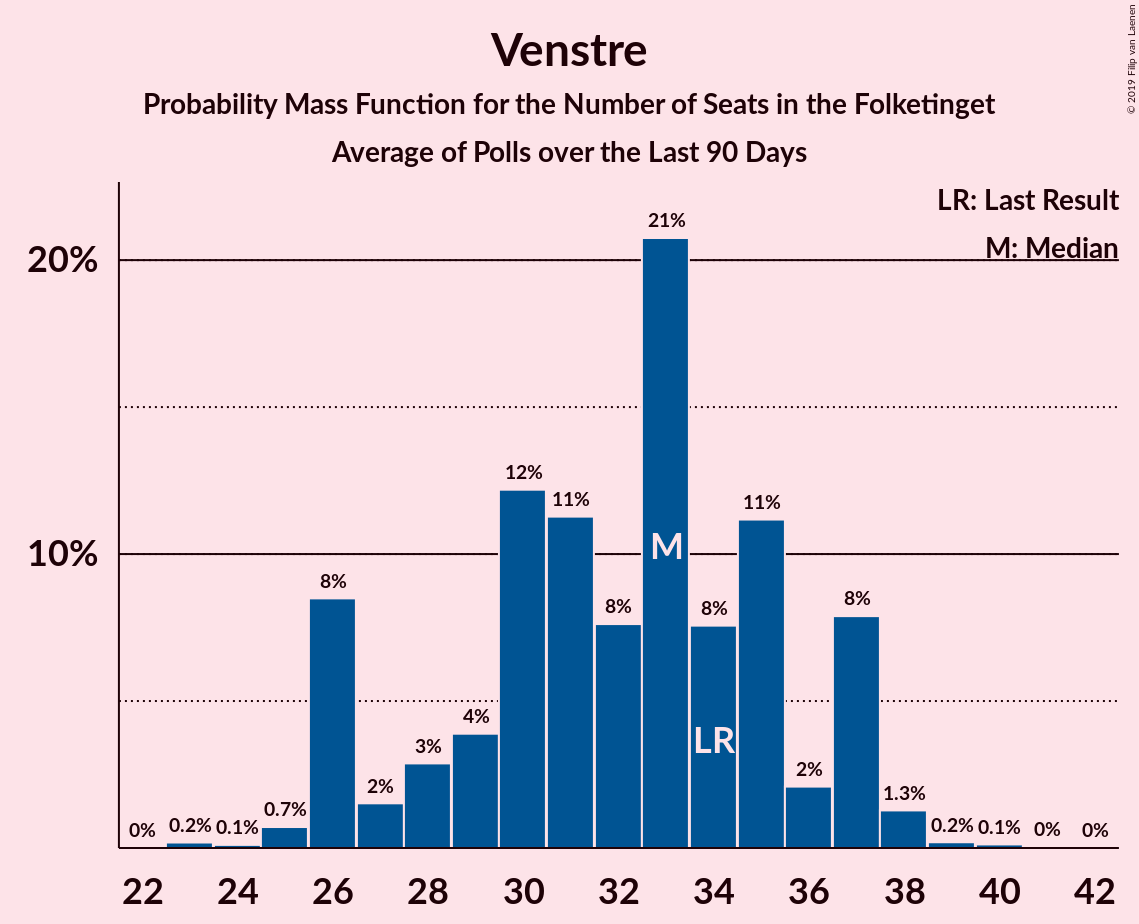 © 2019 Filip van Laenen
Venstre
Probability Mass Function for the Number of Seats in the Folketinget
Average of Polls over the Last 90 Days
LR: Last Result
M: Median
20%
10%
0%
0.2%
0.1%
0.7%
8%
2%
3%
4%
12%
11%
8%
21%
8%
11%
2%
8%
1.3%
0.2%
0.1%
0%
0%
M
LR
22 24 26 28 30 32 34 36 38 40 42